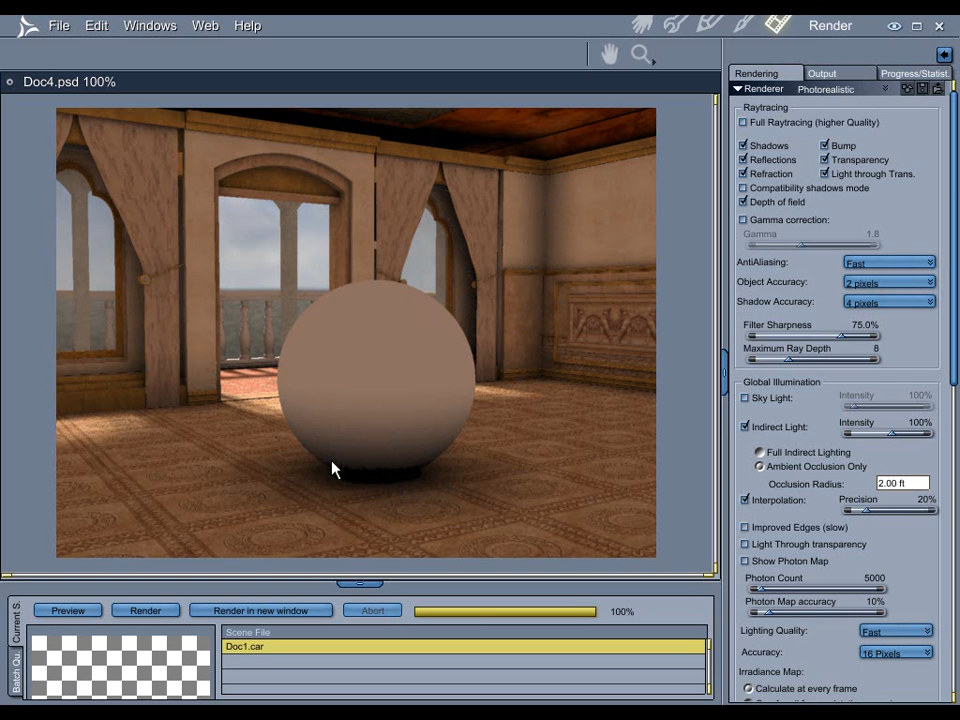 File Edit Windows Web Help
Render
Doc4.psd 100%
Rendering Output Progress/Statist.
Renderer Photorealistic
Raytracing
Full Raytracing (higher Quality)
Shadows Bump
Reflections Transparency
Refraction Light through Trans.
Compatibility shadows mode
Depth of field
Gamma correction:
Gamma 1.8
AntiAliasing: Fast
Object Accuracy: 2 pixels
Shadow Accuracy: 4 pixels
Filter Sharpness 75.0%
Maximum Ray Depth 8
Global Illumination
Sky Light: Intensity 100%
Indirect Light: Intensity 100%
Full Indirect Lighting
Ambient Occlusion Only
Occlusion Radius: 2.00 ft
Interpolation: Precision 20%
Improved Edges (slow)
Light Through transparency
Show Photon Map
Photon Count 5000
Photon Map accuracy 10%
Lighting Quality: Fast
Accuracy: 16 Pixels
Irradiance Map:
Calculate at every frame
Current S.
Batch Qu.
Preview Render Render in new window Abort 100%
Scene File
Doc1.car